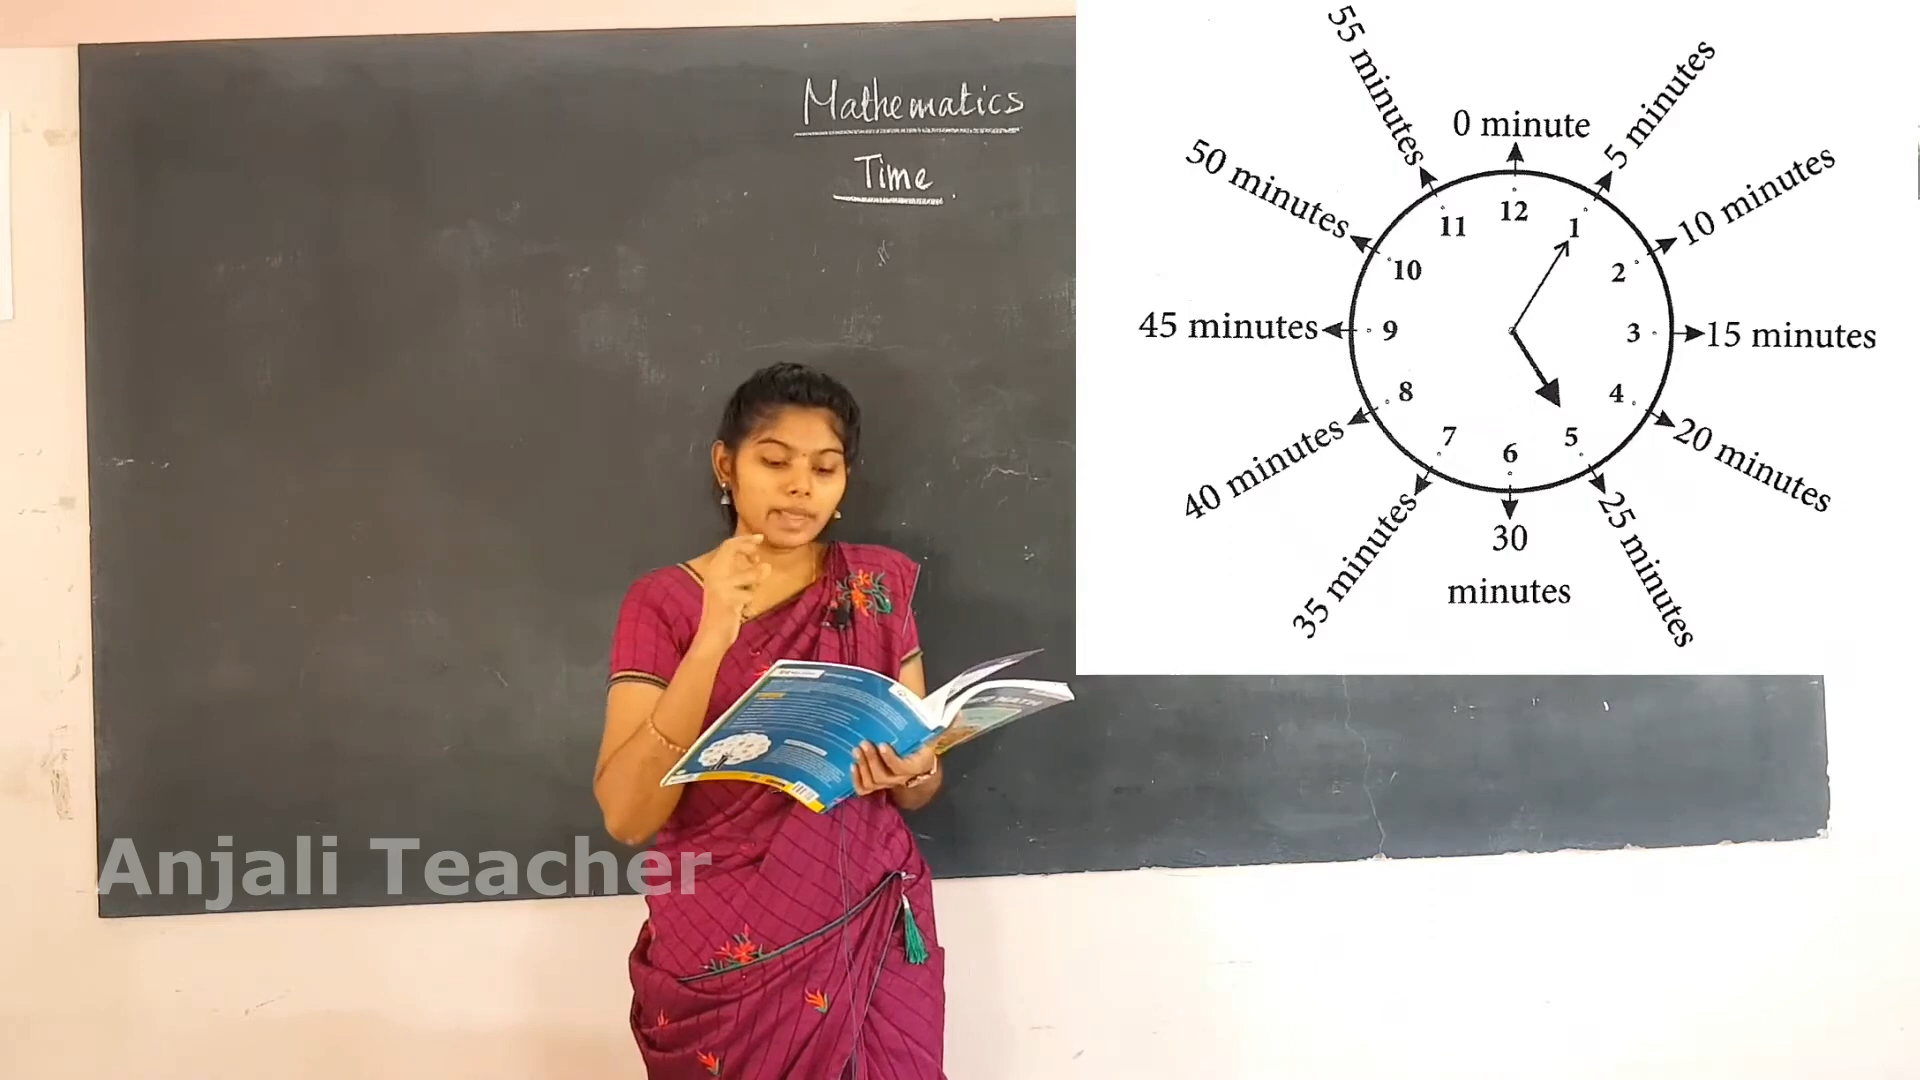 Mathematics
Time
55 minutes
0 minute
5 minutes
50 minutes
10 minutes
45 minutes
15 minutes
40 minutes
20 minutes
35 minutes
30
minutes
25 minutes
12
1
2
3
4
5
6
7
8
9
10
11
MATH
Anjali Teacher